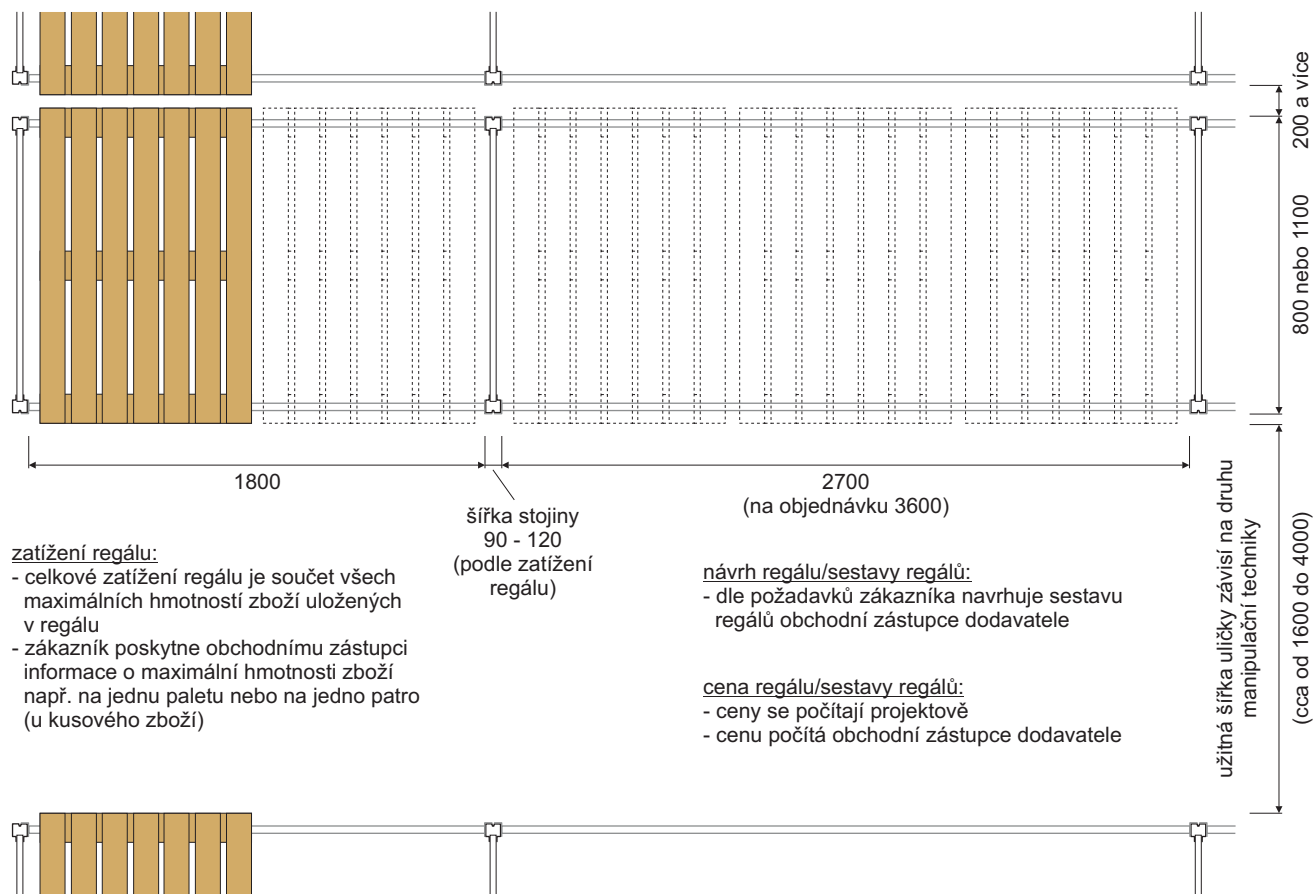 200 a více
800 nebo 1100
1800
šířka stojiny
90 - 120
(podle zatížení
regálu)
2700
(na objednávku 3600)
zatížení regálu:
- celkové zatížení regálu je součet všech
maximálních hmotností zboží uložených
v regálu
- zákazník poskytne obchodnímu zástupci
informace o maximální hmotnosti zboží
např. na jednu paletu nebo na jedno patro
(u kusového zboží)
návrh regálu/sestavy regálů:
- dle požadavků zákazníka navrhuje sestavu
regálů obchodní zástupce dodavatele
cena regálu/sestavy regálů:
- ceny se počítají projektově
- cenu počítá obchodní zástupce dodavatele
užitná šířka uličky závisí na druhu
manipulační techniky
(cca od 1600 do 4000)